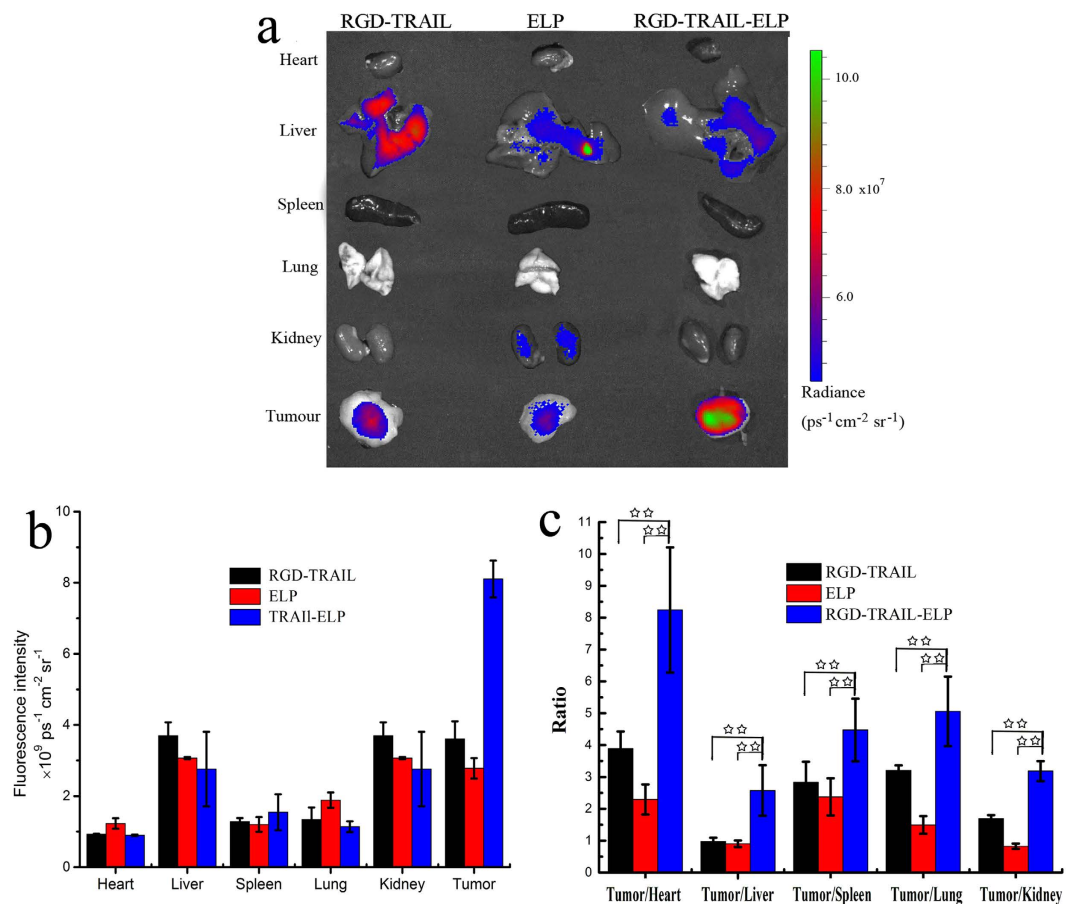 a
RGD-TRAIL ELP RGD-TRAIL-ELP
Heart
Liver
Spleen
Lung
Kidney
Tumour
10.0
8.0 x10⁷
6.0
Radiance
(ps⁻¹cm⁻² sr⁻¹)
b
Fluorescence intensity
×10⁹ ps⁻¹ cm⁻² sr⁻¹
10
8
6
4
2
0
RGD-TRAIL
ELP
TRAIl-ELP
Heart Liver Spleen Lung Kidney Tumor
c
Ratio
11
10
9
8
7
6
5
4
3
2
1
0
☆☆
☆☆
RGD-TRAIL
ELP
RGD-TRAIL-ELP
☆☆
☆☆
☆☆
☆☆
☆☆
☆☆
☆☆
☆☆
Tumor/Heart Tumor/Liver Tumor/Spleen Tumor/Lung Tumor/Kidney